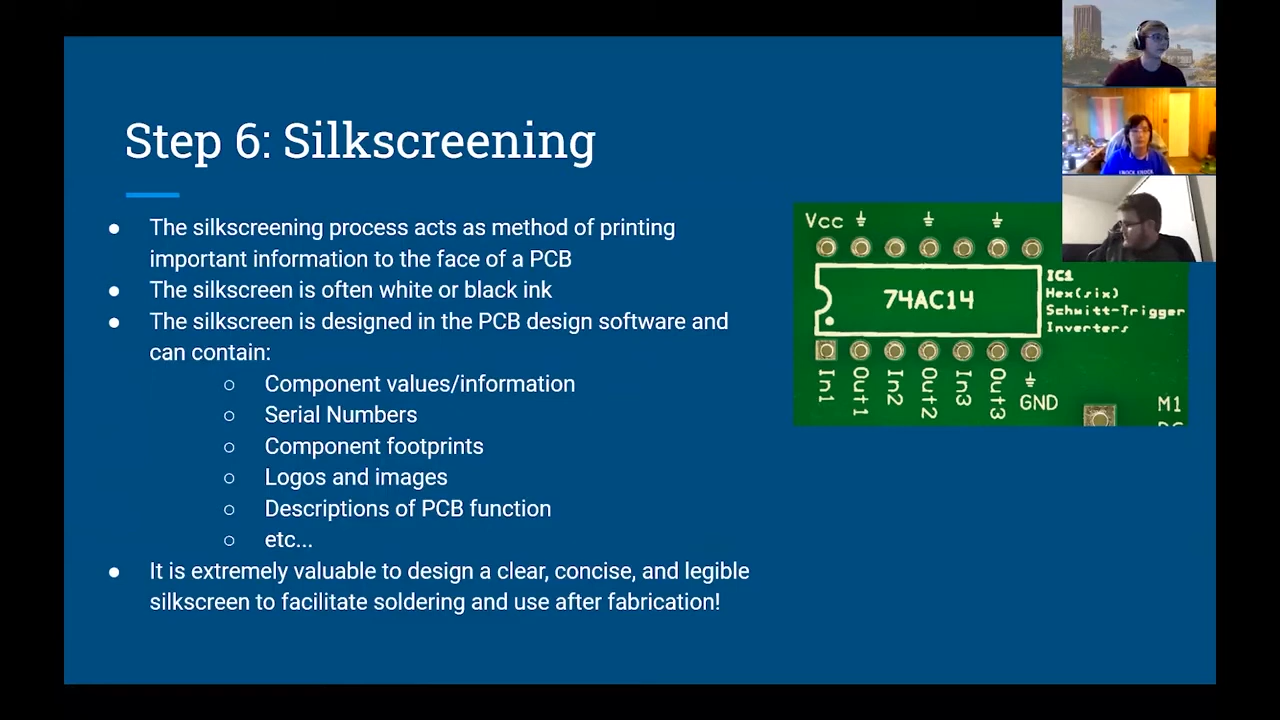 Step 6: Silkscreening
The silkscreening process acts as method of printing
important information to the face of a PCB
The silkscreen is often white or black ink
The silkscreen is designed in the PCB design software and
can contain:
Component values/information
Serial Numbers
Component footprints
Logos and images
Descriptions of PCB function
etc...
It is extremely valuable to design a clear, concise, and legible
silkscreen to facilitate soldering and use after fabrication!
Vcc
74AC14
IC1
Hex(six)
Schmitt-Trigger
Inverters
In1
Out1
In2
Out2
In3
Out3
GND
M1